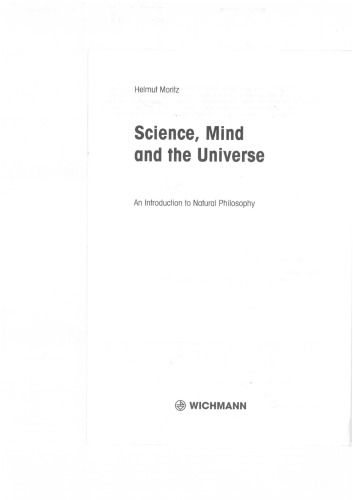 Helmut Moritz
Science, Mind
and the Universe
An Introduction to Natural Philosophy
WICHMANN